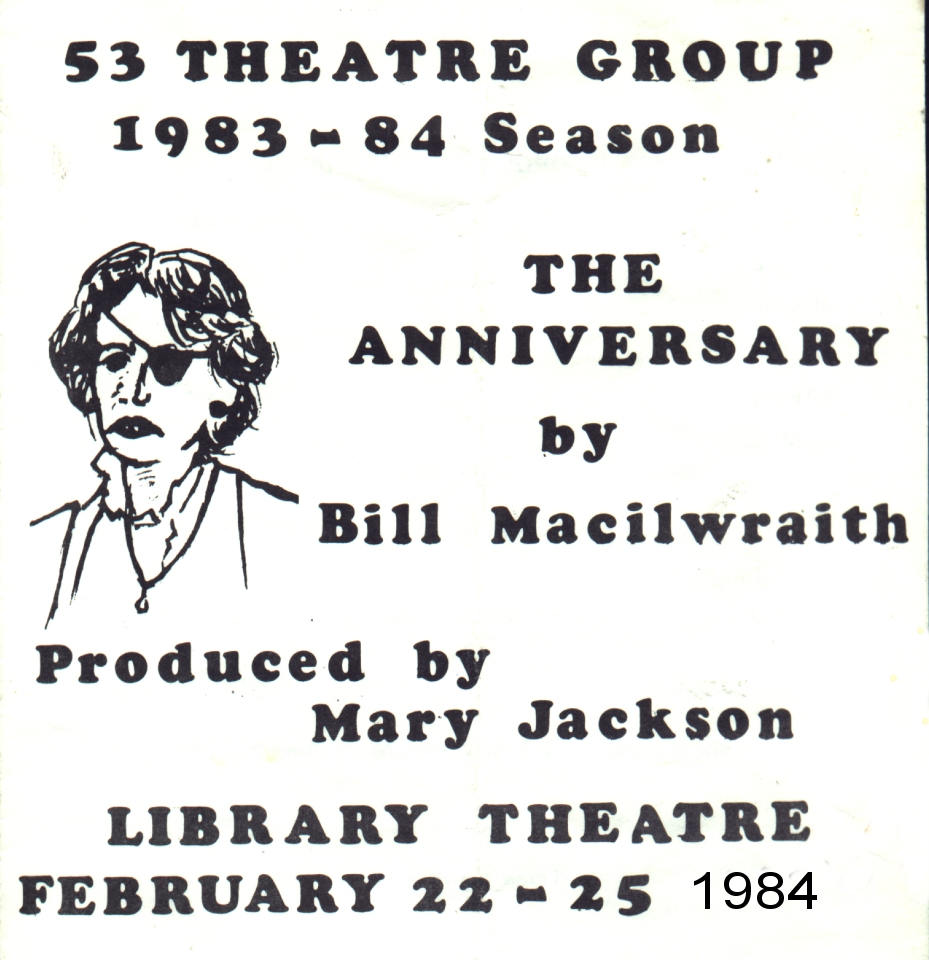 53 THEATRE GROUP
1983-84 Season
THE
ANNIVERSARY
by
Bill Macilwraith
Produced by
Mary Jackson
LIBRARY THEATRE
FEBRUARY 22-25 1984